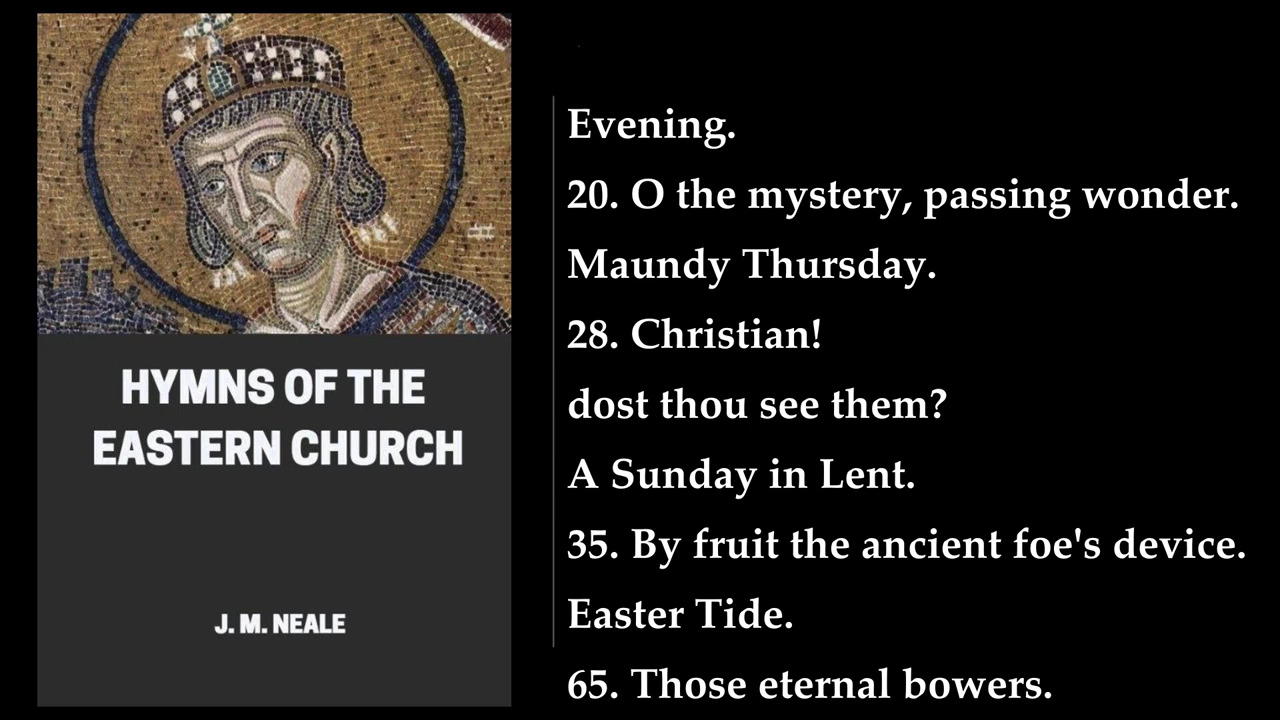 HYMNS OF THE
EASTERN CHURCH
J. M. NEALE
Evening.
20. O the mystery, passing wonder.
Maundy Thursday.
28. Christian!
dost thou see them?
A Sunday in Lent.
35. By fruit the ancient foe's device.
Easter Tide.
65. Those eternal bowers.